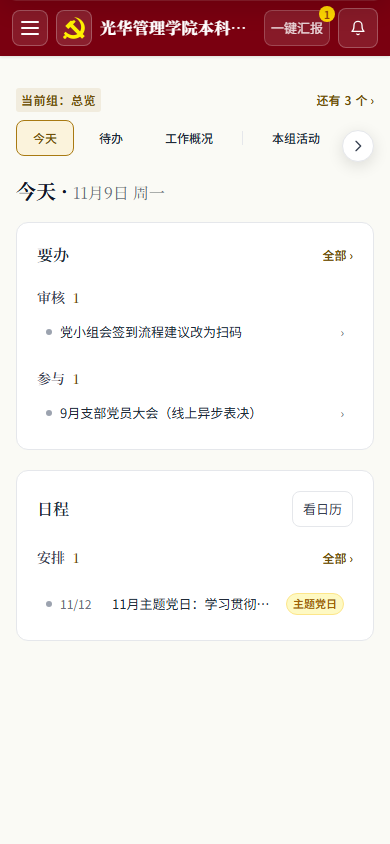 光华管理学院本科…
一键汇报
1
当前组：总览
还有 3 个 ›
今天
待办
工作概况
本组活动
今天 · 11月9日 周一
要办
全部 ›
审核 1
党小组会签到流程建议改为扫码 ›
参与 1
9月支部党员大会（线上异步表决） ›
日程
看日历
安排 1
全部 ›
11/12 11月主题党日：学习贯彻… 主题党日